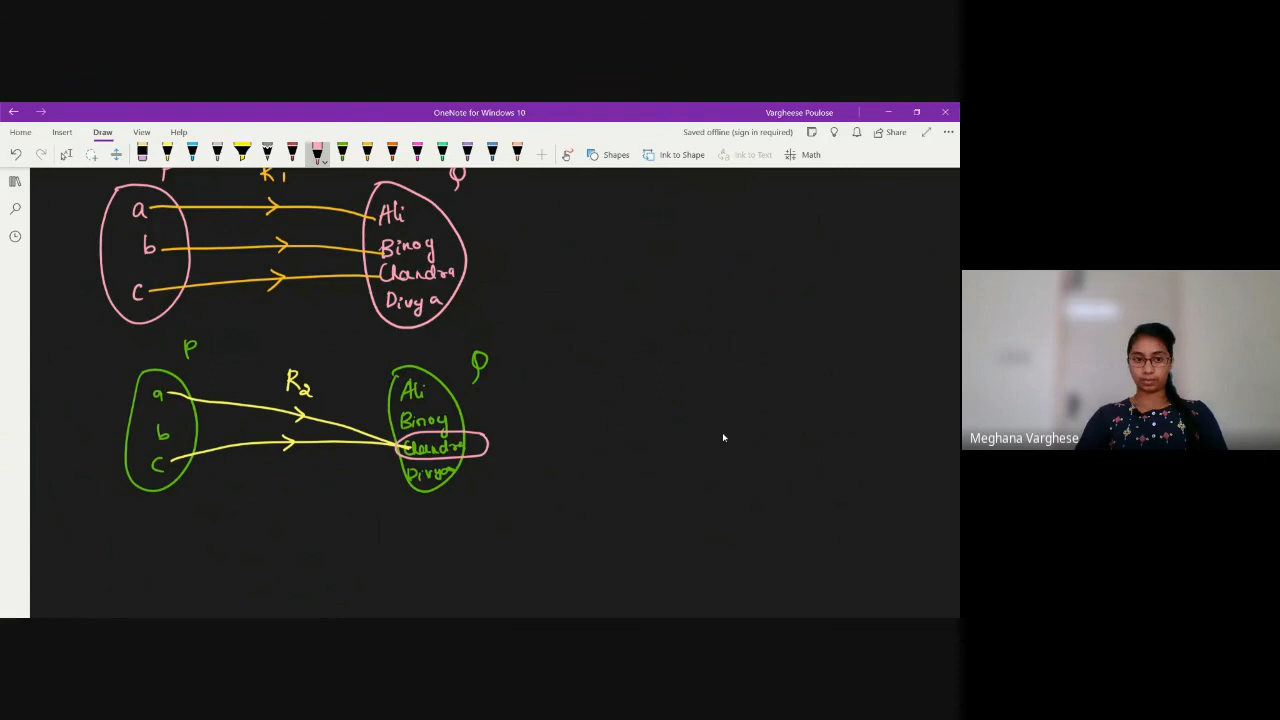 OneNote for Windows 10
Varghese Poulose
Home Insert Draw View Help
Saved offline (sign in required)
Share
Shapes
Ink to Shape
Ink to Text
Math
P R1 Q
a Ali
b Binoy
c Chandra
Divya
P R2 Q
a Ali
b Binoy
c Chandra
Divya
Meghana Varghese